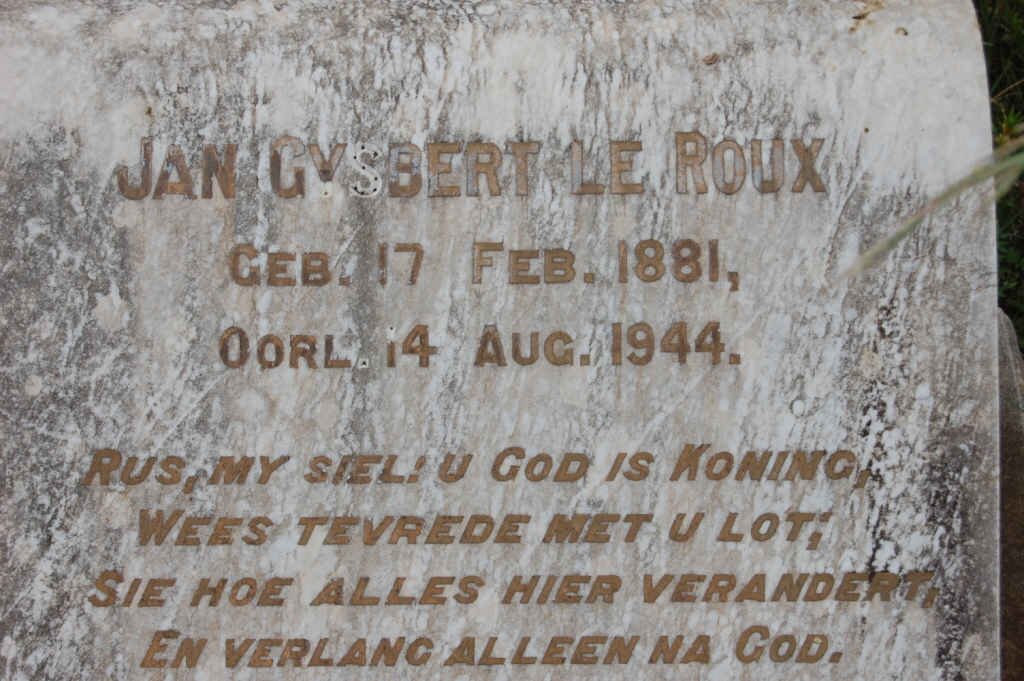 JAN GYSBERT LE ROUX
GEB. 17 FEB. 1881,
OORL. 14 AUG. 1944.
RUS, MY SIEL! U GOD IS KONING,
WEES TEVREDE MET U LOT;
SIE HOE ALLES HIER VERANDERT,
EN VERLANG ALLEEN NA GOD.